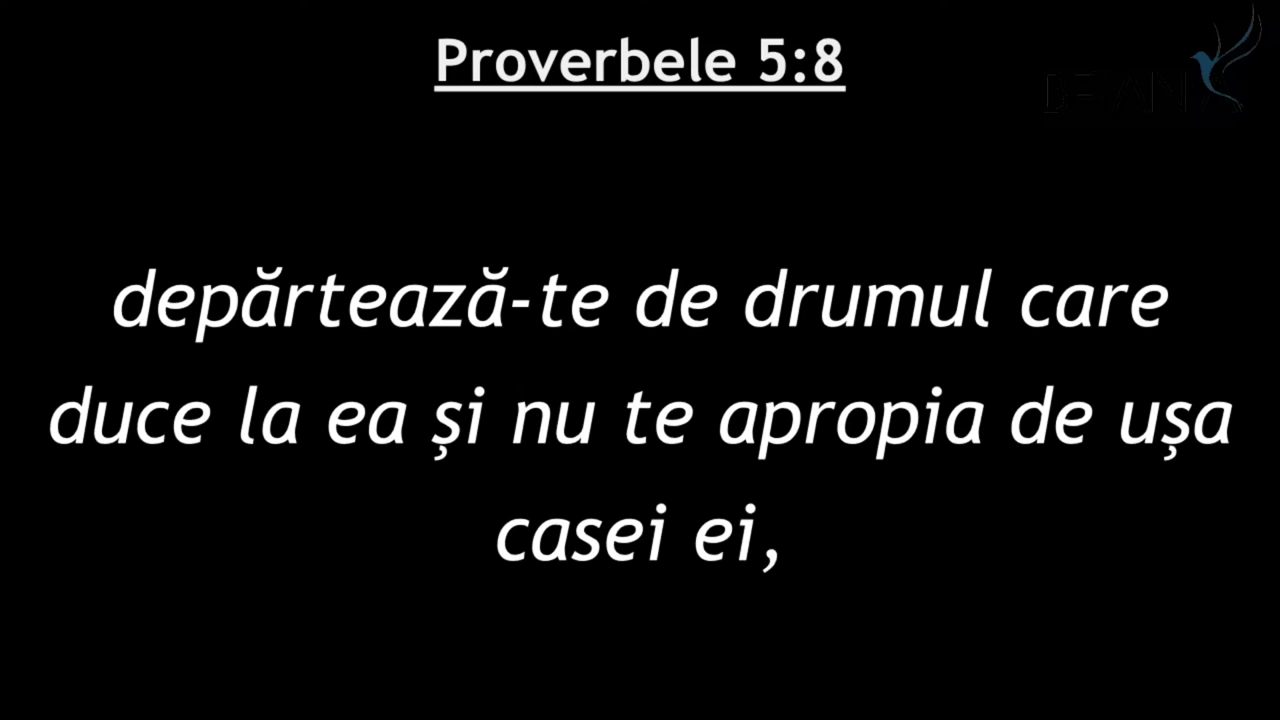 Proverbele 5:8
depărtează-te de drumul care
duce la ea și nu te apropia de ușa
casei ei,